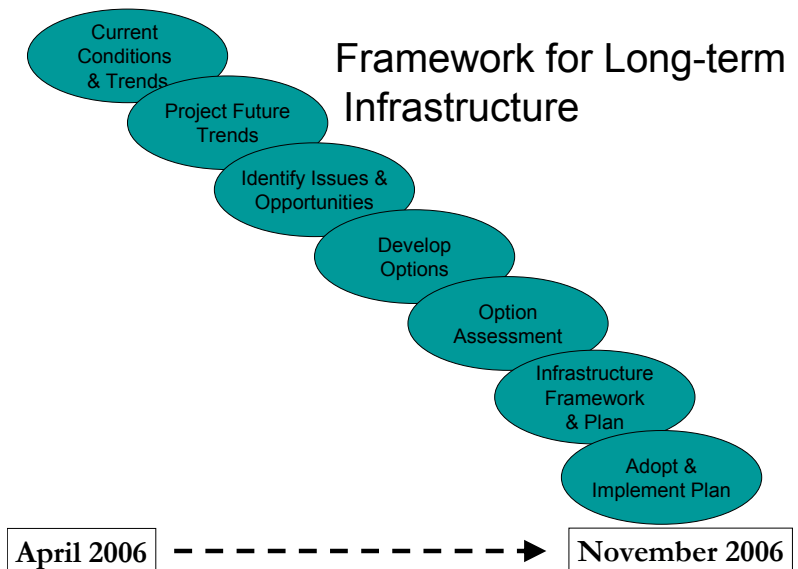 Framework for Long-term
Infrastructure
Current
Conditions
& Trends
Project Future
Trends
Identify Issues &
Opportunities
Develop
Options
Option
Assessment
Infrastructure
Framework
& Plan
Adopt &
Implement Plan
April 2006
November 2006